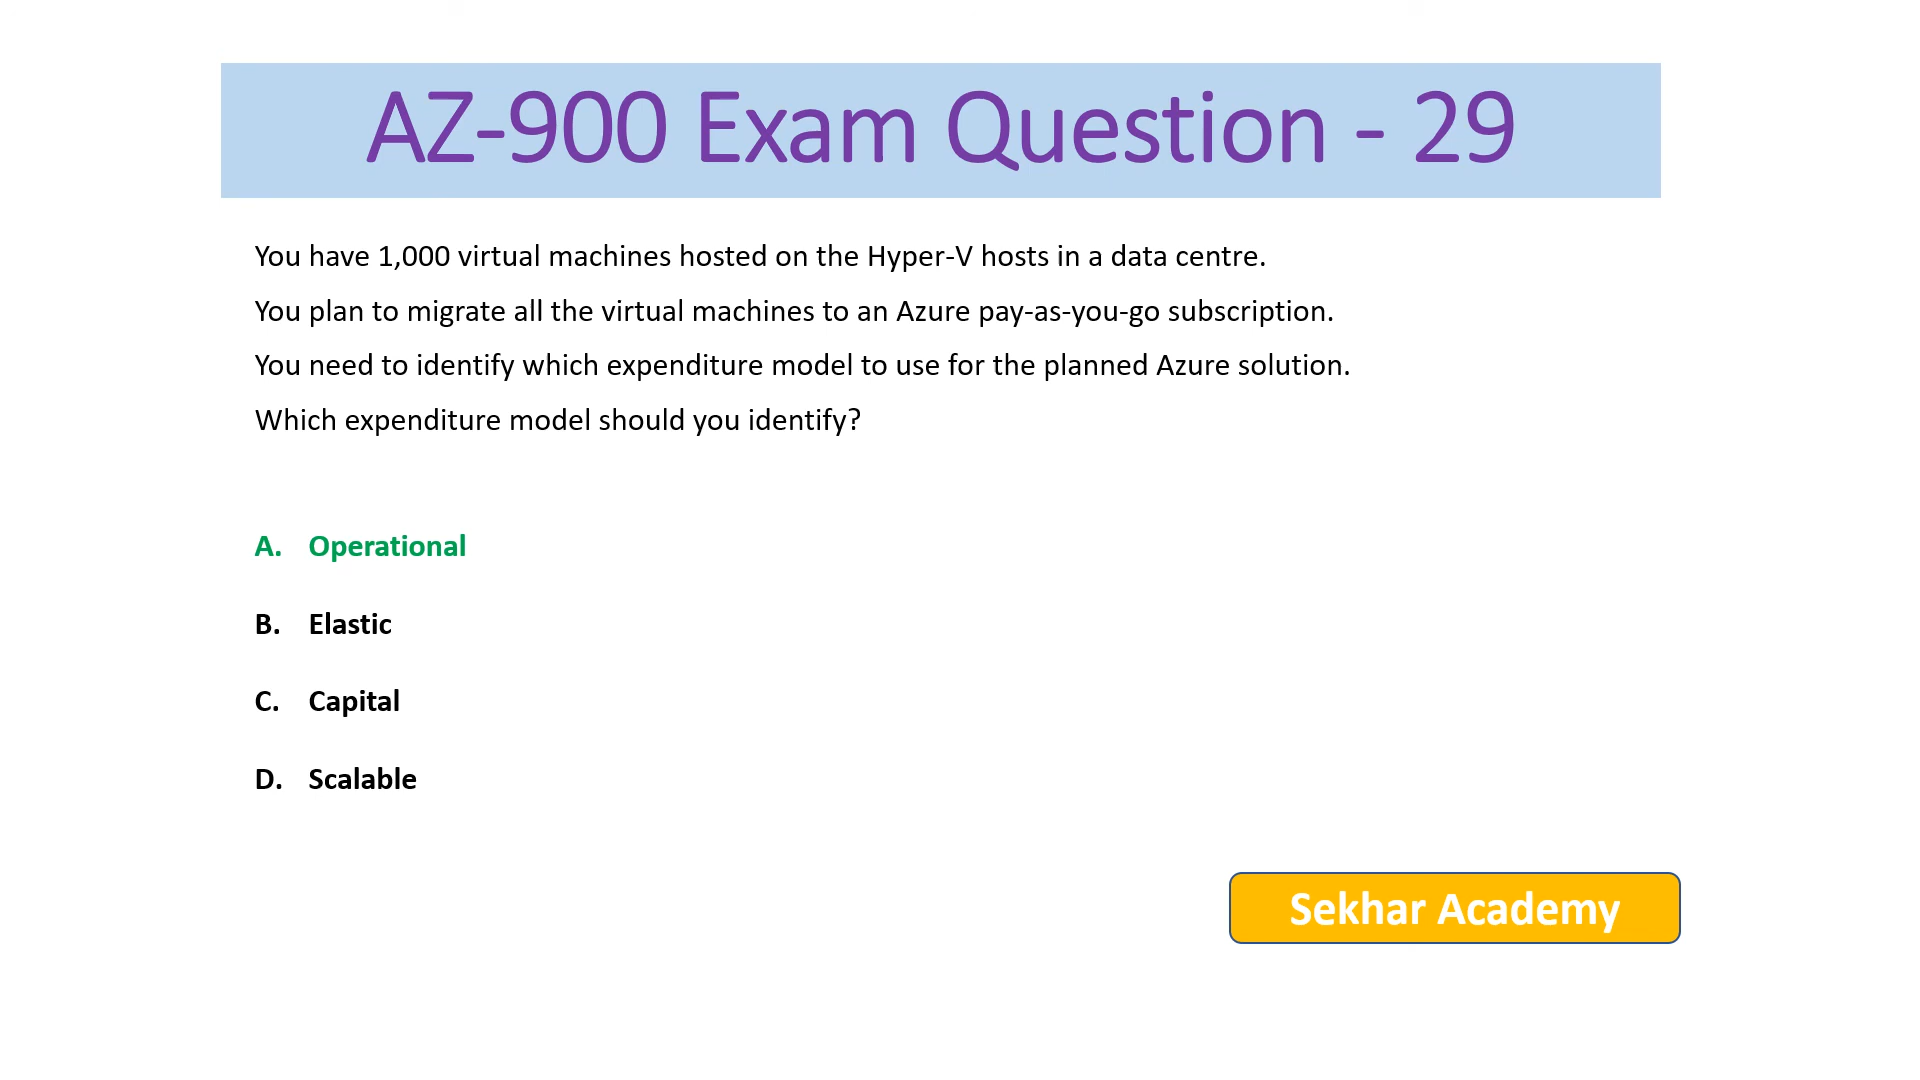 AZ-900 Exam Question - 29
You have 1,000 virtual machines hosted on the Hyper-V hosts in a data centre.
You plan to migrate all the virtual machines to an Azure pay-as-you-go subscription.
You need to identify which expenditure model to use for the planned Azure solution.
Which expenditure model should you identify?
A. Operational
B. Elastic
C. Capital
D. Scalable
Sekhar Academy